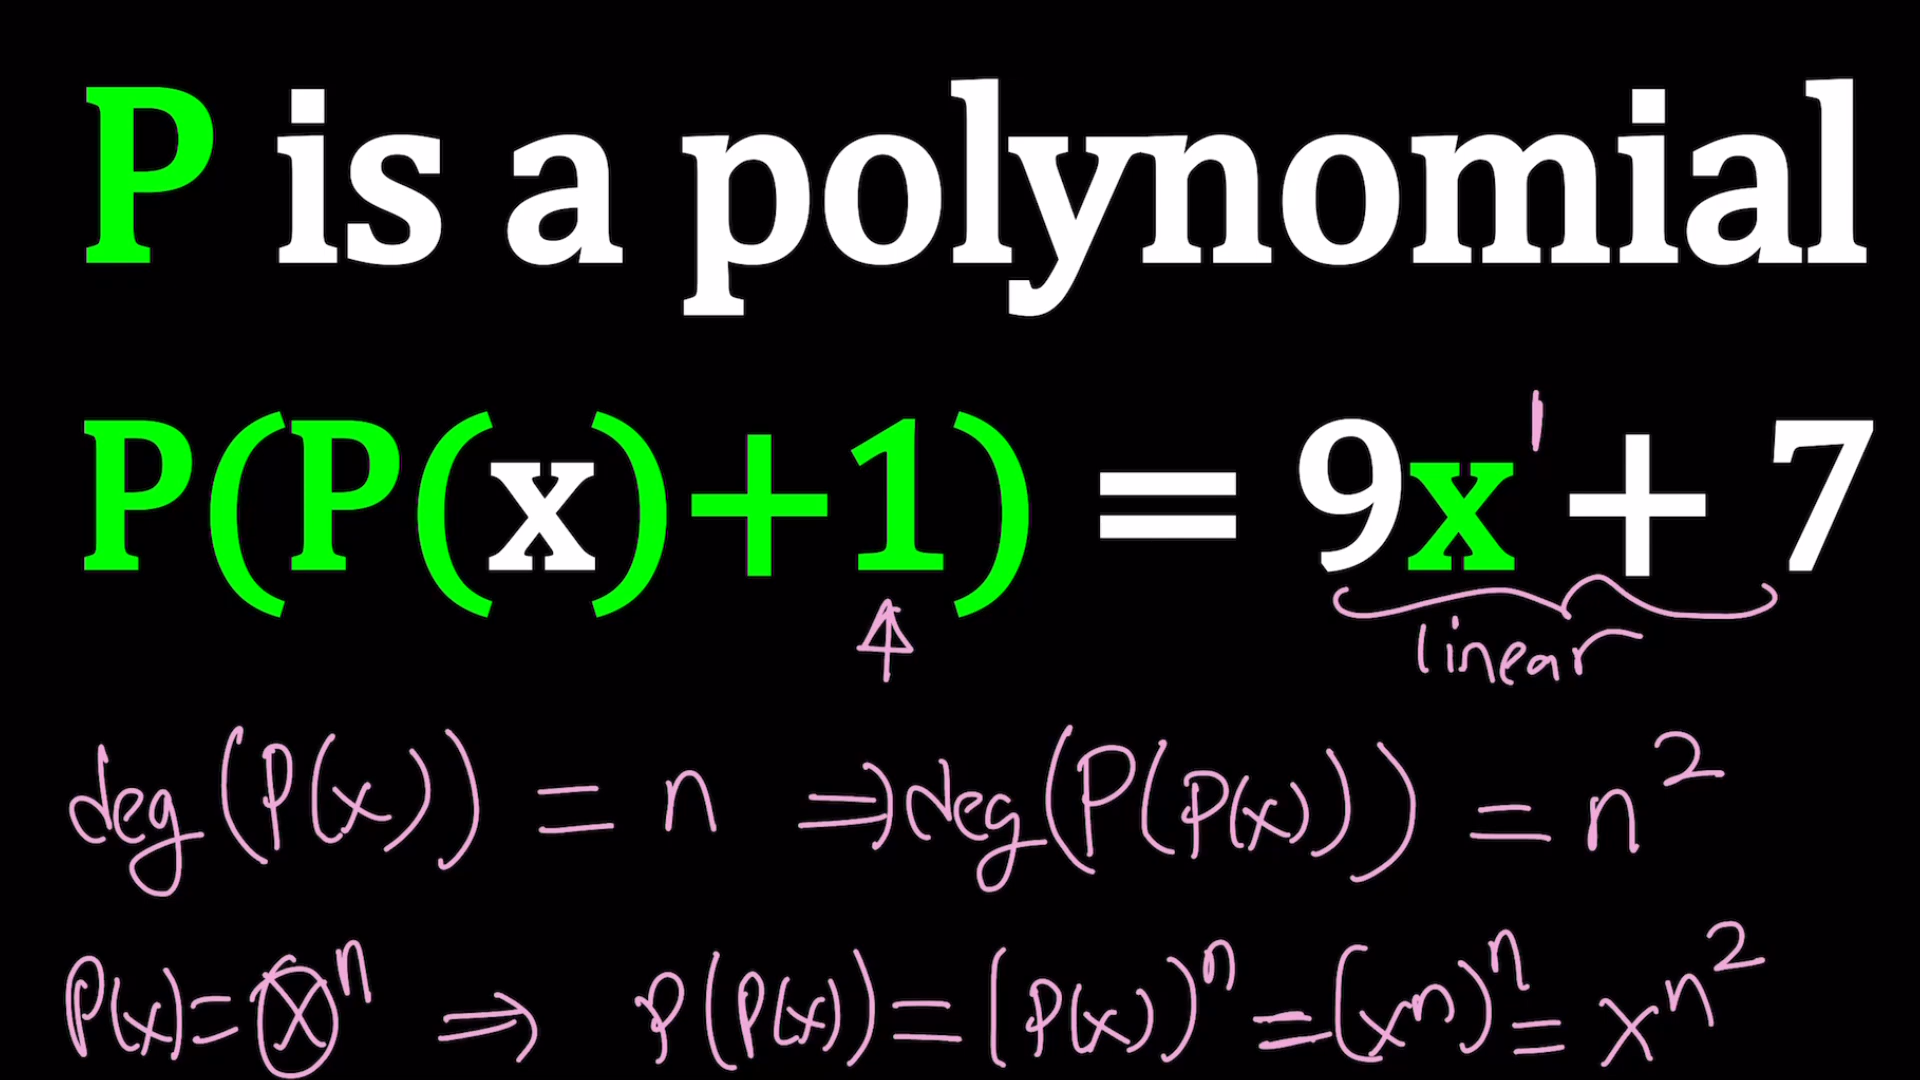 P is a polynomial
P(P(x)+1) = 9x¹ + 7
linear
deg(P(x)) = n ⇒ deg(P(P(x))) = n²
P(x) = xⁿ ⇒ P(P(x)) = (P(x))ⁿ = (xⁿ)ⁿ = x^n²